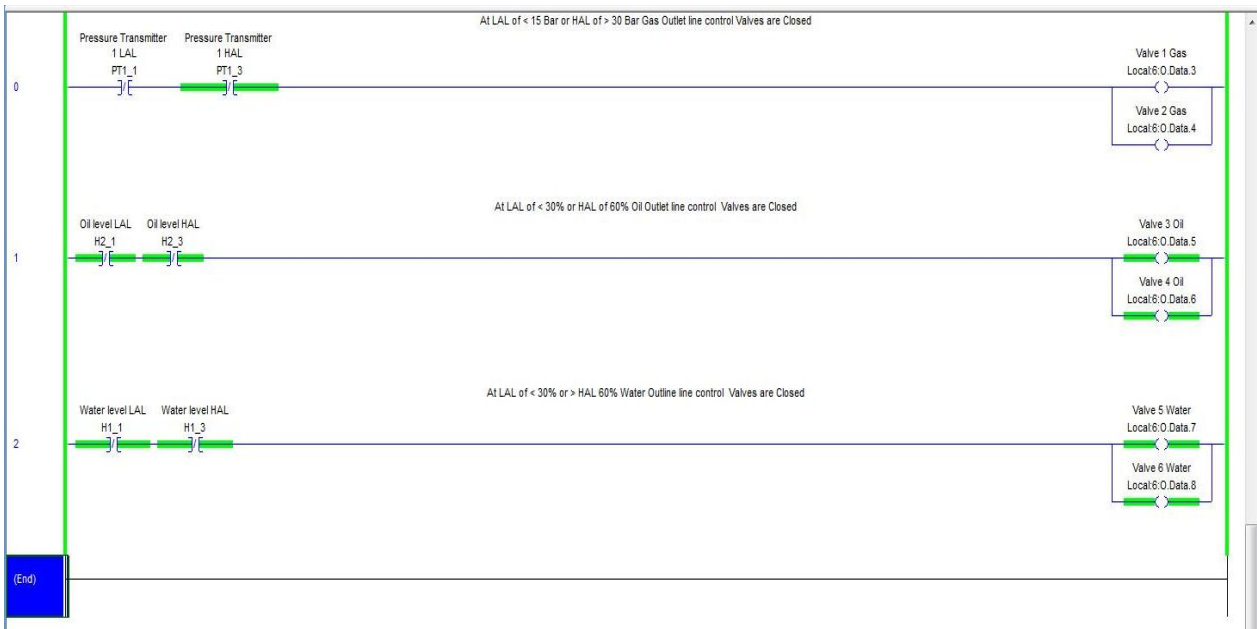 At LAL of < 15 Bar or HAL of > 30 Bar Gas Outlet line control Valves are Closed
Pressure Transmitter Pressure Transmitter
1 LAL 1 HAL
PT1_1 PT1_3
Valve 1 Gas
Local:6:O.Data.3
0
Valve 2 Gas
Local:6:O.Data.4
At LAL of < 30% or HAL of 60% Oil Outlet line control Valves are Closed
Oil level LAL Oil level HAL
H2_1 H2_3
Valve 3 Oil
Local:6:O.Data.5
1
Valve 4 Oil
Local:6:O.Data.6
At LAL of < 30% or > HAL 60% Water Outline line control Valves are Closed
Water level LAL Water level HAL
H1_1 H1_3
Valve 5 Water
Local:6:O.Data.7
2
Valve 6 Water
Local:6:O.Data.8
(End)